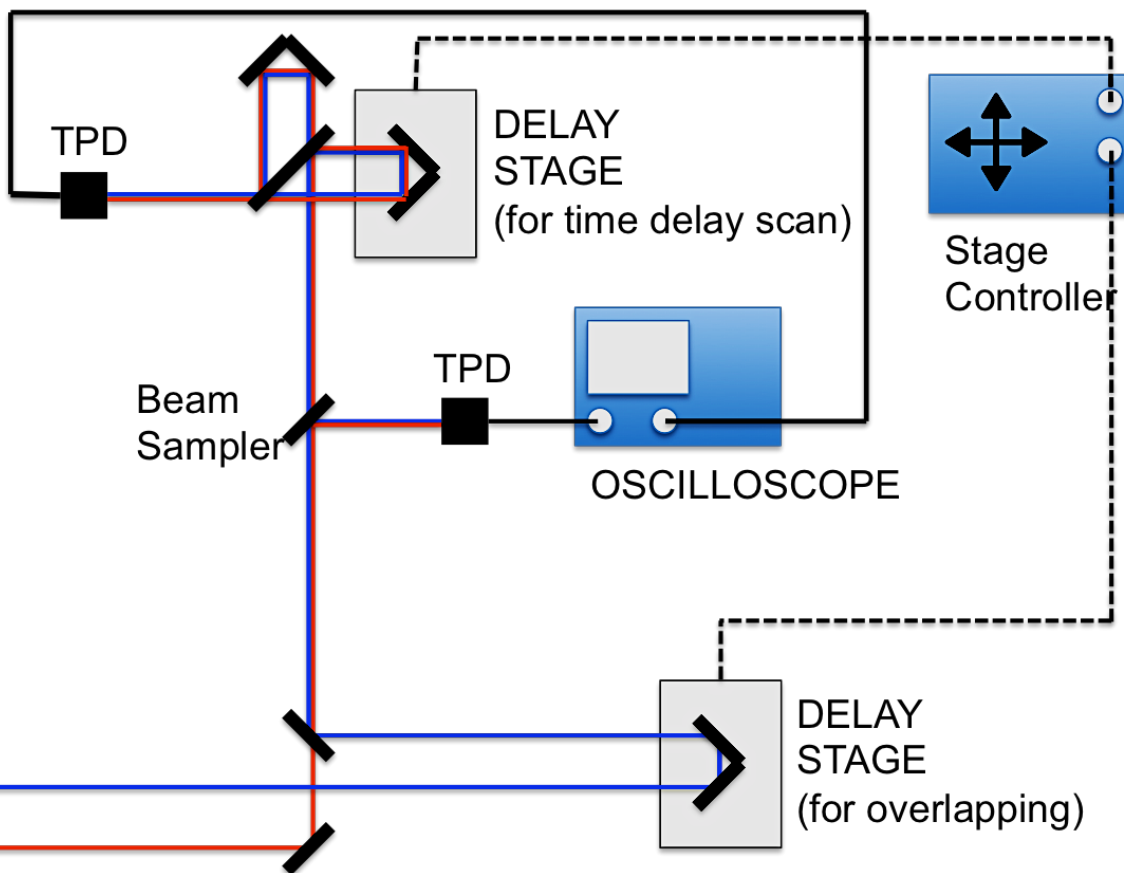 TPD
DELAY
STAGE
(for time delay scan)
Stage
Controller
TPD
Beam
Sampler
OSCILLOSCOPE
DELAY
STAGE
(for overlapping)